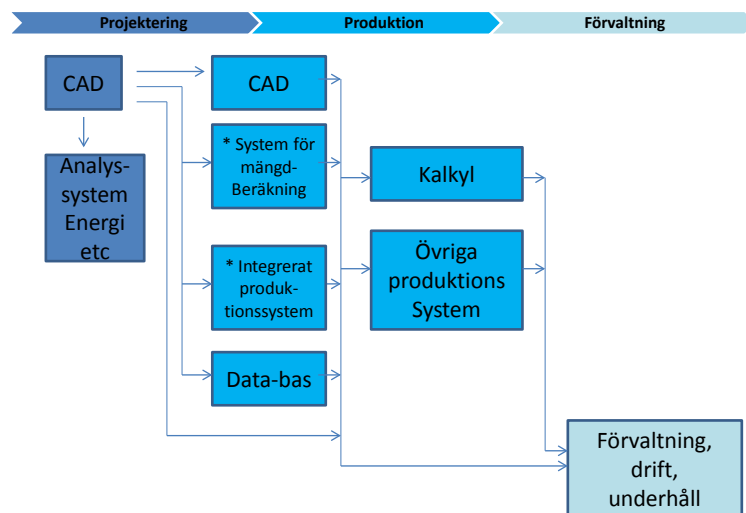 Projektering
Produktion
Förvaltning
CAD
Analys-
system
Energi
etc
CAD
* System för
mängd-
Beräkning
* Integrerat
produk-
tionssystem
Data-bas
Kalkyl
Övriga
produktions
System
Förvaltning,
drift,
underhåll